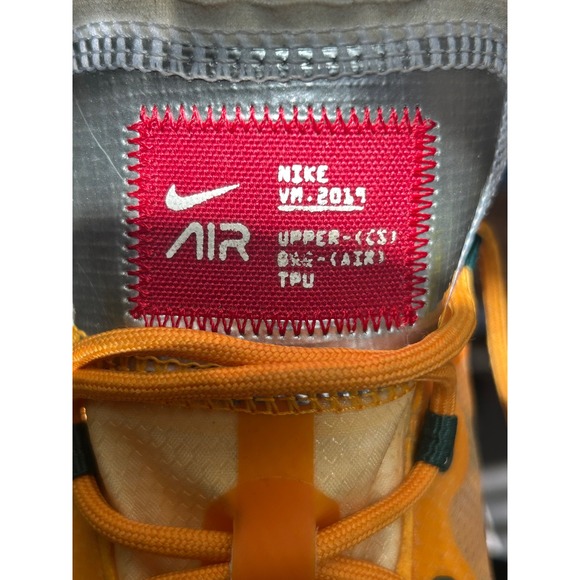 NIKE
VM.2019
AIR
UPPER-(CS)
(AIR)
TPU